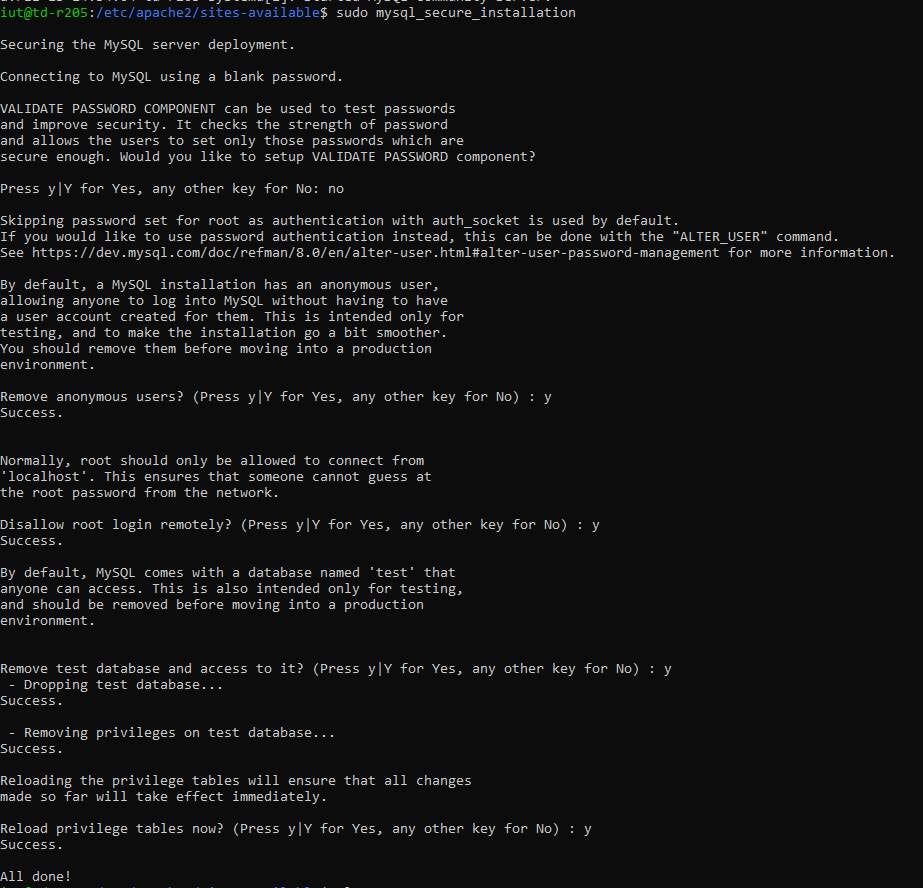 iut@td-r205:/etc/apache2/sites-available$ sudo mysql_secure_installation
Securing the MySQL server deployment.
Connecting to MySQL using a blank password.
VALIDATE PASSWORD COMPONENT can be used to test passwords
and improve security. It checks the strength of password
and allows the users to set only those passwords which are
secure enough. Would you like to setup VALIDATE PASSWORD component?
Press y|Y for Yes, any other key for No: no
Skipping password set for root as authentication with auth_socket is used by default.
If you would like to use password authentication instead, this can be done with the "ALTER_USER" command.
See https://dev.mysql.com/doc/refman/8.0/en/alter-user.html#alter-user-password-management for more information.
By default, a MySQL installation has an anonymous user,
allowing anyone to log into MySQL without having to have
a user account created for them. This is intended only for
testing, and to make the installation go a bit smoother.
You should remove them before moving into a production
environment.
Remove anonymous users? (Press y|Y for Yes, any other key for No) : y
Success.
Normally, root should only be allowed to connect from
'localhost'. This ensures that someone cannot guess at
the root password from the network.
Disallow root login remotely? (Press y|Y for Yes, any other key for No) : y
Success.
By default, MySQL comes with a database named 'test' that
anyone can access. This is also intended only for testing,
and should be removed before moving into a production
environment.
Remove test database and access to it? (Press y|Y for Yes, any other key for No) : y
- Dropping test database...
Success.
- Removing privileges on test database...
Success.
Reloading the privilege tables will ensure that all changes
made so far will take effect immediately.
Reload privilege tables now? (Press y|Y for Yes, any other key for No) : y
Success.
All done!